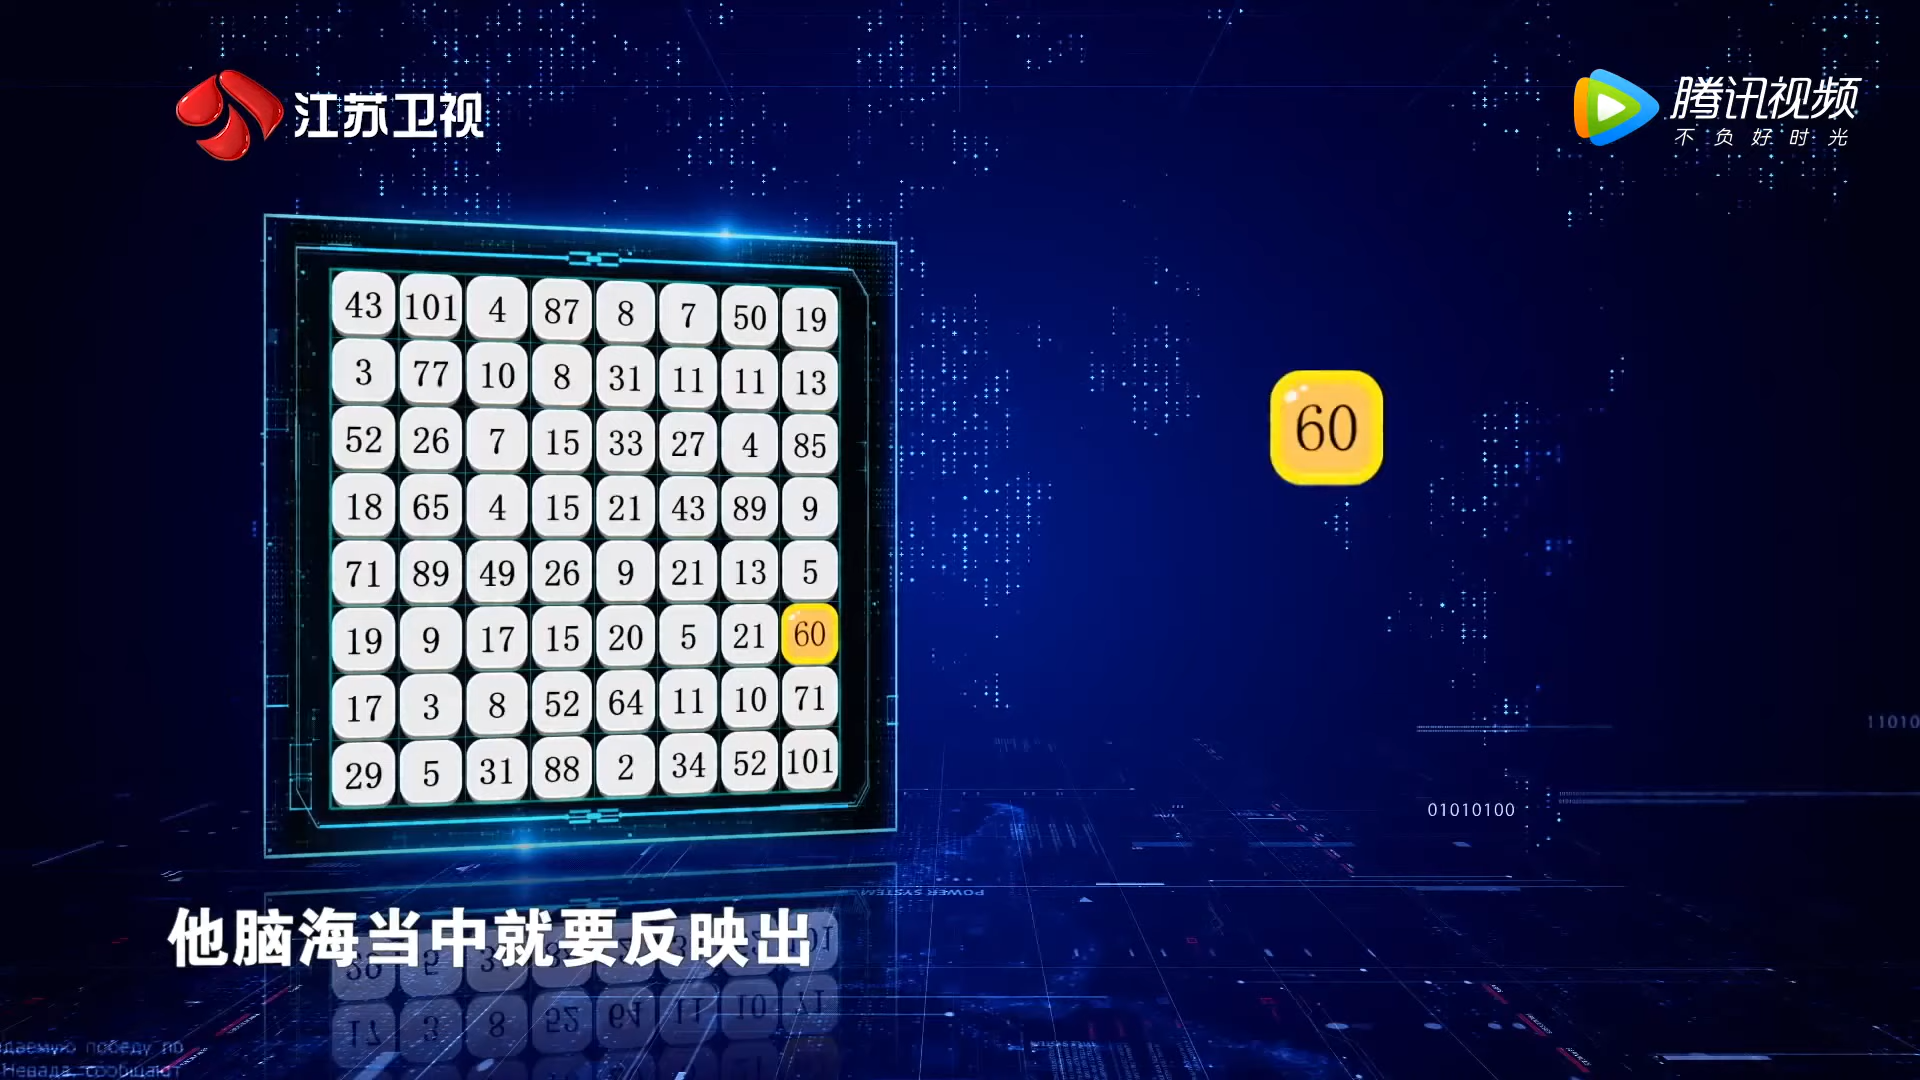 江苏卫视
腾讯视频
不负好时光
43 101 4 87 8 7 50 19
3 77 10 8 31 11 11 13
52 26 7 15 33 27 4 85
18 65 4 15 21 43 89 9
71 89 49 26 9 21 13 5
19 9 17 15 20 5 21 60
17 3 8 52 64 11 10 71
29 5 31 88 2 34 52 101
60
11010
01010100
POWER SYSTEM
他脑海当中就要反映出